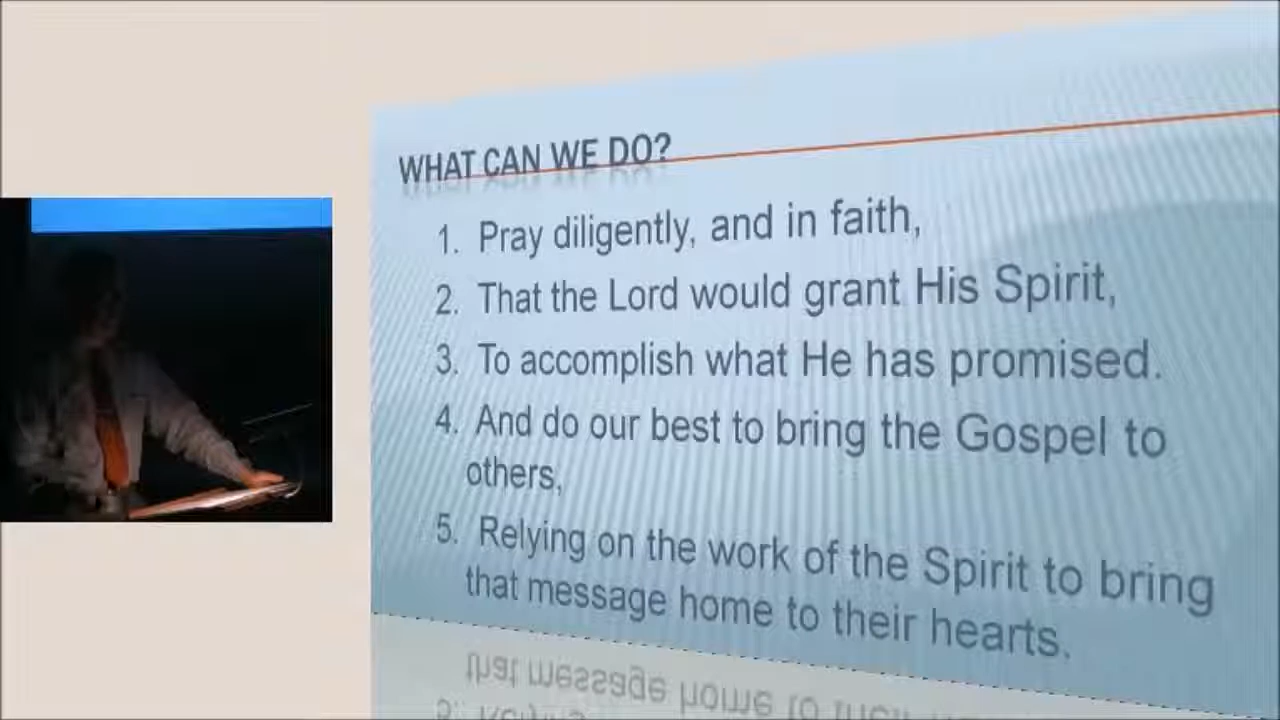 WHAT CAN WE DO?
1. Pray diligently, and in faith,
2. That the Lord would grant His Spirit,
3. To accomplish what He has promised.
4. And do our best to bring the Gospel to
others,
5. Relying on the work of the Spirit to bring
that message home to their hearts.